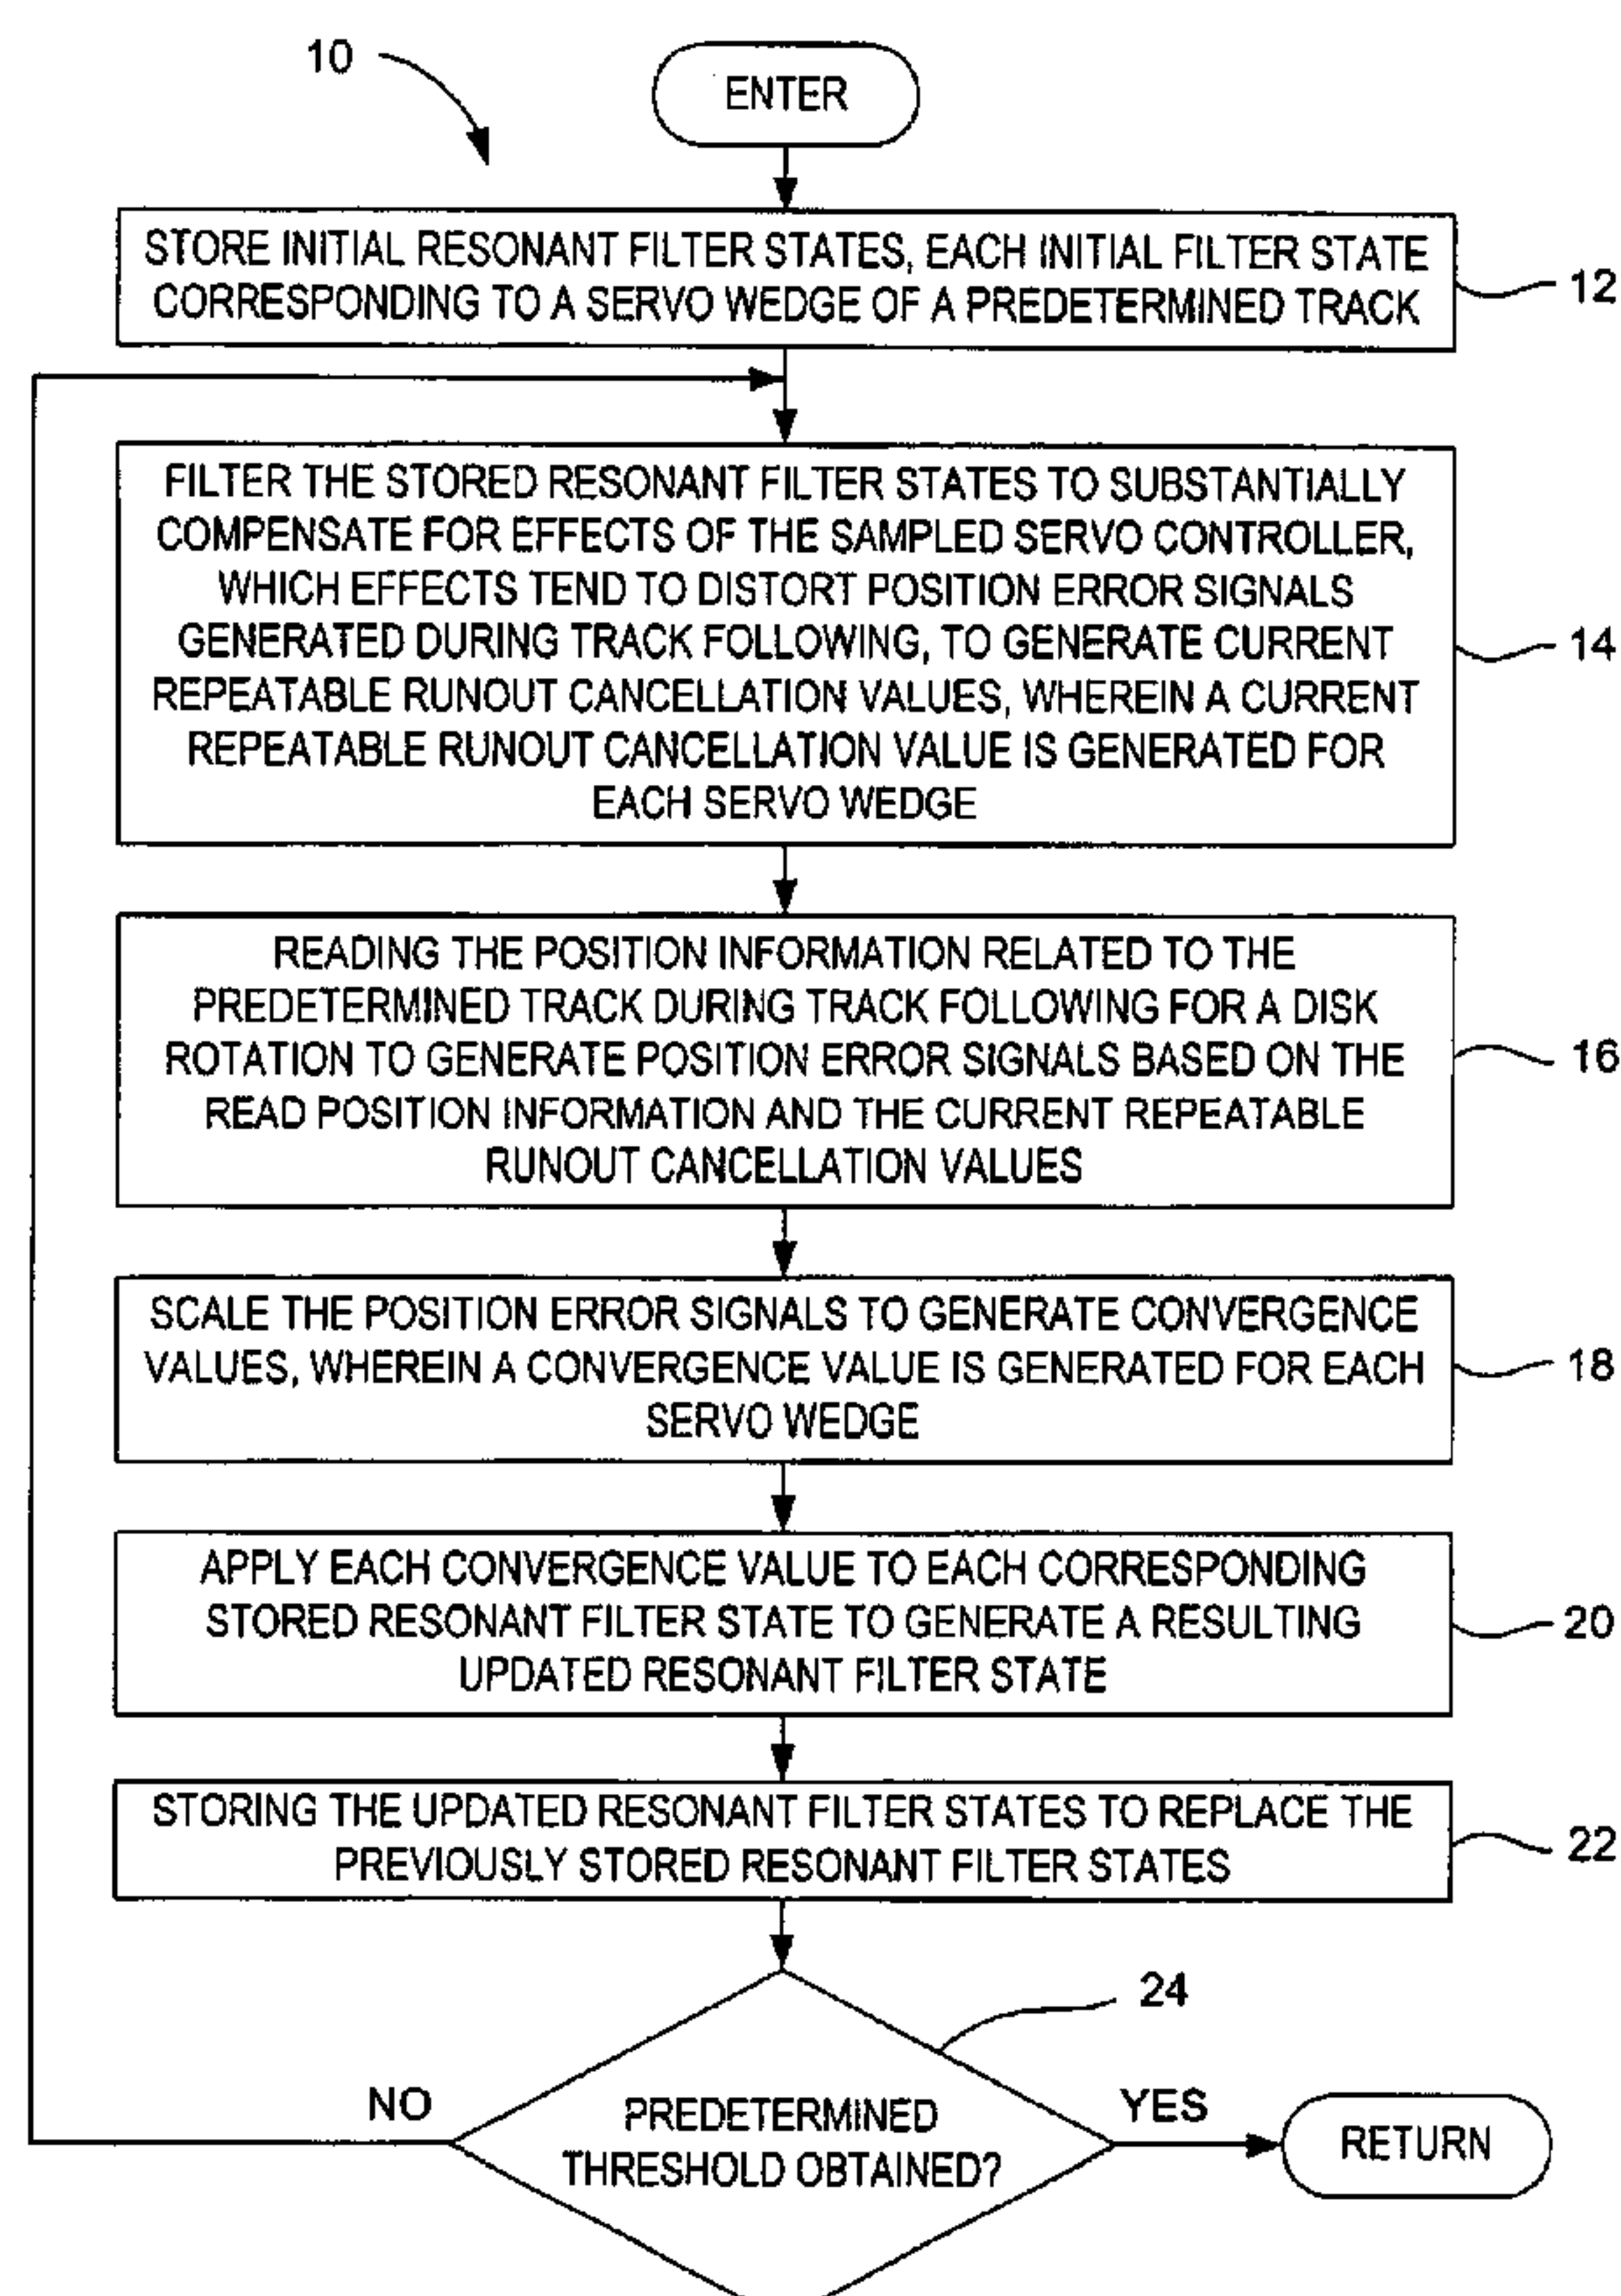 10
ENTER
STORE INITIAL RESONANT FILTER STATES, EACH INITIAL FILTER STATE
CORRESPONDING TO A SERVO WEDGE OF A PREDETERMINED TRACK
12
FILTER THE STORED RESONANT FILTER STATES TO SUBSTANTIALLY
COMPENSATE FOR EFFECTS OF THE SAMPLED SERVO CONTROLLER,
WHICH EFFECTS TEND TO DISTORT POSITION ERROR SIGNALS
GENERATED DURING TRACK FOLLOWING, TO GENERATE CURRENT
REPEATABLE RUNOUT CANCELLATION VALUES, WHEREIN A CURRENT
REPEATABLE RUNOUT CANCELLATION VALUE IS GENERATED FOR
EACH SERVO WEDGE
14
READING THE POSITION INFORMATION RELATED TO THE
PREDETERMINED TRACK DURING TRACK FOLLOWING FOR A DISK
ROTATION TO GENERATE POSITION ERROR SIGNALS BASED ON THE
READ POSITION INFORMATION AND THE CURRENT REPEATABLE
RUNOUT CANCELLATION VALUES
16
SCALE THE POSITION ERROR SIGNALS TO GENERATE CONVERGENCE
VALUES, WHEREIN A CONVERGENCE VALUE IS GENERATED FOR EACH
SERVO WEDGE
18
APPLY EACH CONVERGENCE VALUE TO EACH CORRESPONDING
STORED RESONANT FILTER STATE TO GENERATE A RESULTING
UPDATED RESONANT FILTER STATE
20
STORING THE UPDATED RESONANT FILTER STATES TO REPLACE THE
PREVIOUSLY STORED RESONANT FILTER STATES
22
24
NO
PREDETERMINED
THRESHOLD OBTAINED?
YES
RETURN